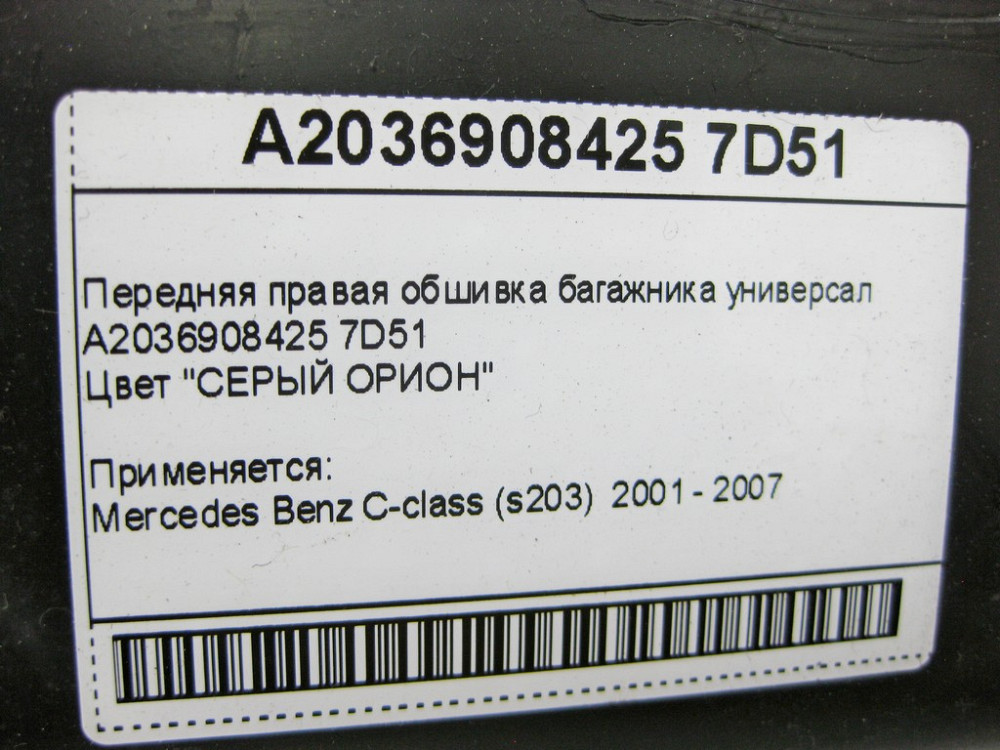 A2036908425 7D51
Передняя правая обшивка багажника универсал
A2036908425 7D51
Цвет "СЕРЫЙ ОРИОН"
Применяется:
Mercedes Benz C-class (s203) 2001 - 2007